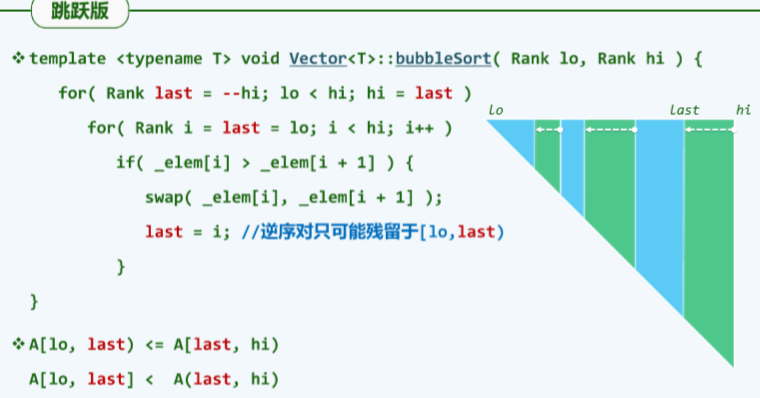 跳跃版
❖template <typename T> void Vector<T>::bubbleSort( Rank lo, Rank hi ) {
for( Rank last = --hi; lo < hi; hi = last )
for( Rank i = last = lo; i < hi; i++ )
if( _elem[i] > _elem[i + 1] ) {
swap( _elem[i], _elem[i + 1] );
last = i; //逆序对只可能残留于[lo,last)
}
}
lo last hi
❖A[lo, last) <= A[last, hi)
A[lo, last] < A(last, hi)